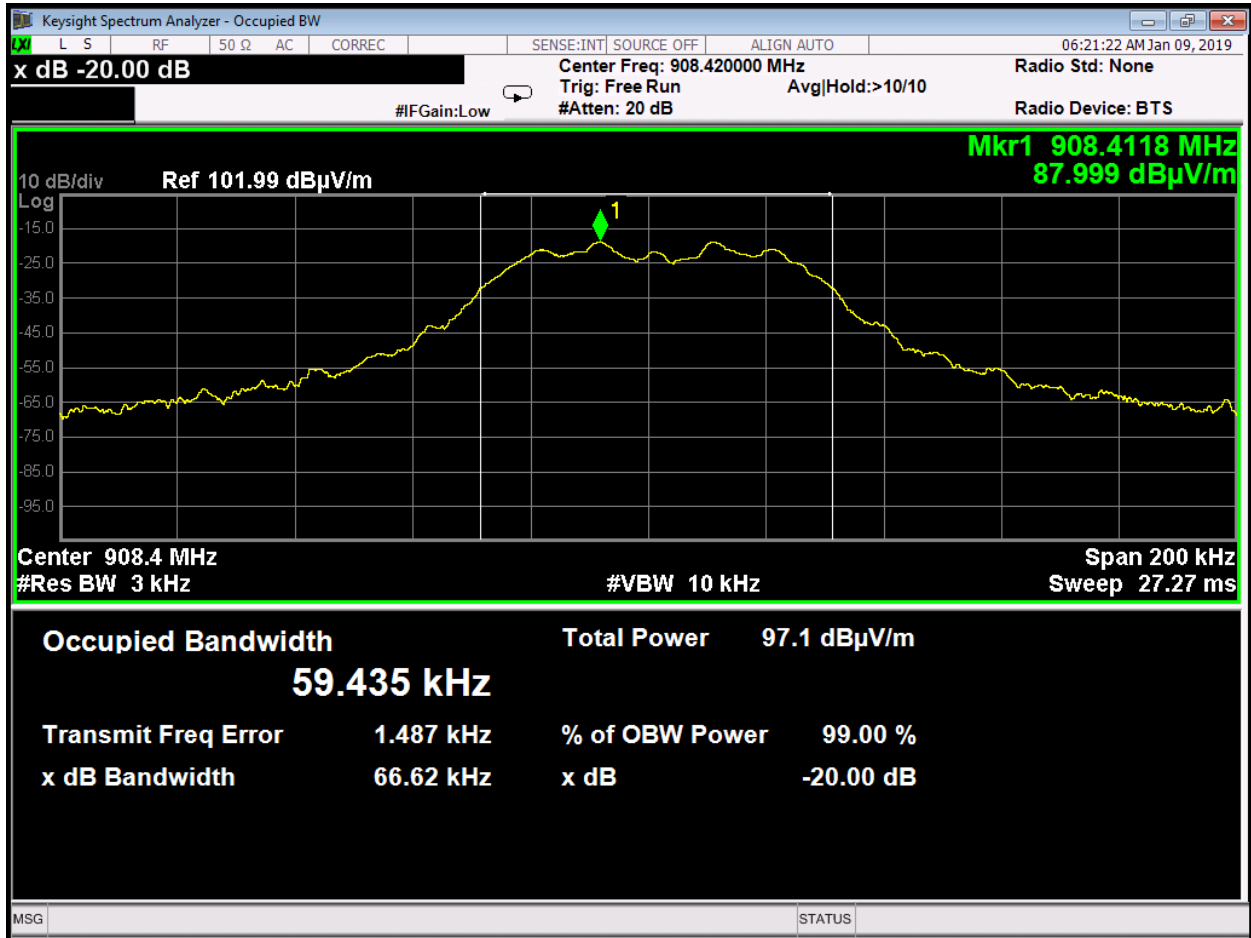 Keysight Spectrum Analyzer - Occupied BW
LXI L S RF 50 Ω AC CORREC SENSE:INT SOURCE OFF ALIGN AUTO 06:21:22 AM Jan 09, 2019
x dB -20.00 dB
Center Freq: 908.420000 MHz Radio Std: None
Trig: Free Run Avg|Hold:>10/10
#IFGain:Low #Atten: 20 dB Radio Device: BTS
Mkr1 908.4118 MHz
10 dB/div Ref 101.99 dBµV/m 87.999 dBµV/m
Log
1
-15.0
-25.0
-35.0
-45.0
-55.0
-65.0
-75.0
-85.0
-95.0
Center 908.4 MHz Span 200 kHz
#Res BW 3 kHz #VBW 10 kHz Sweep 27.27 ms
Occupied Bandwidth Total Power 97.1 dBµV/m
59.435 kHz
Transmit Freq Error 1.487 kHz % of OBW Power 99.00 %
x dB Bandwidth 66.62 kHz x dB -20.00 dB
MSG STATUS